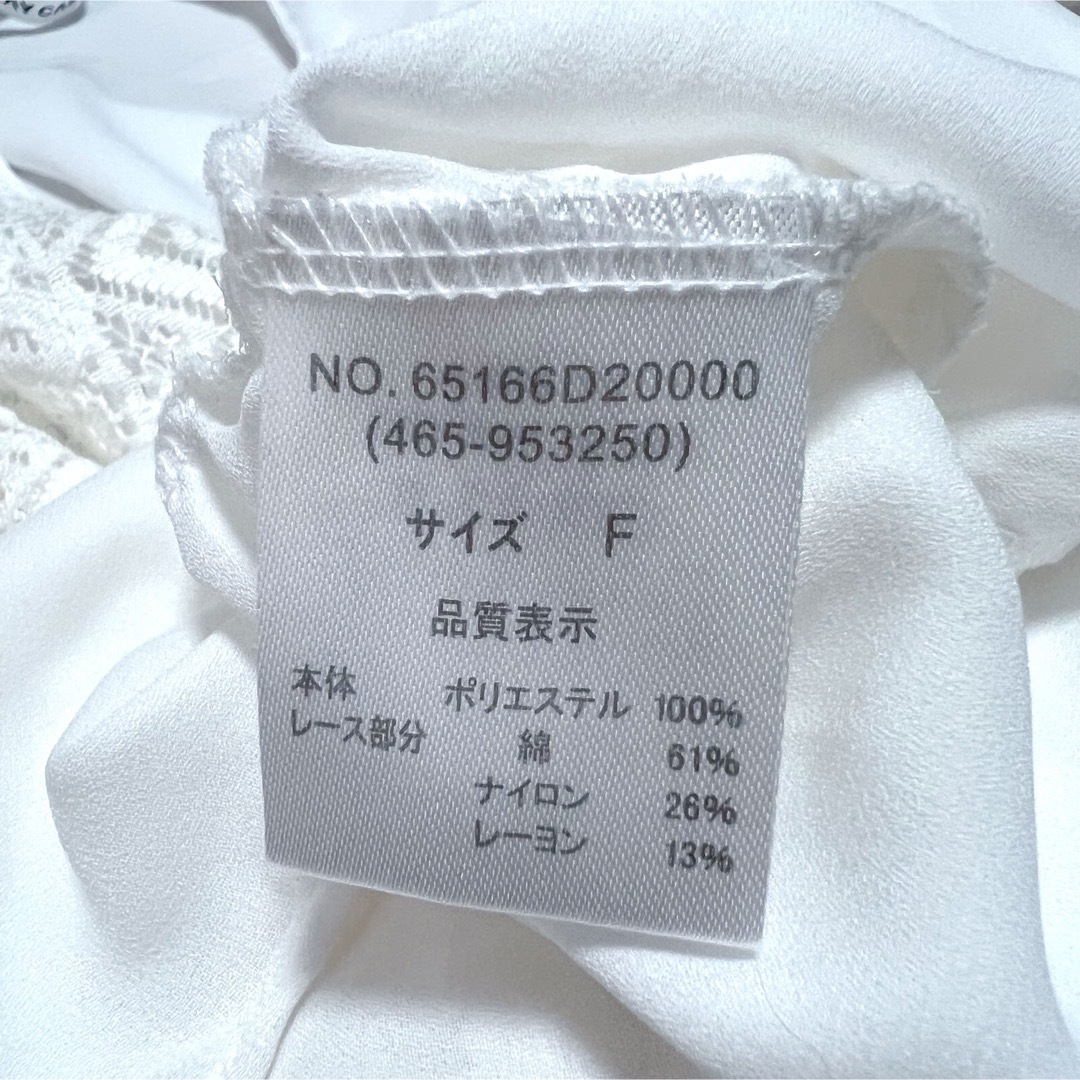 NO. 65166D20000
(465-953250)
サイズ F
品質表示
本体 ポリエステル 100%
レース部分 綿 61%
ナイロン 26%
レーヨン 13%